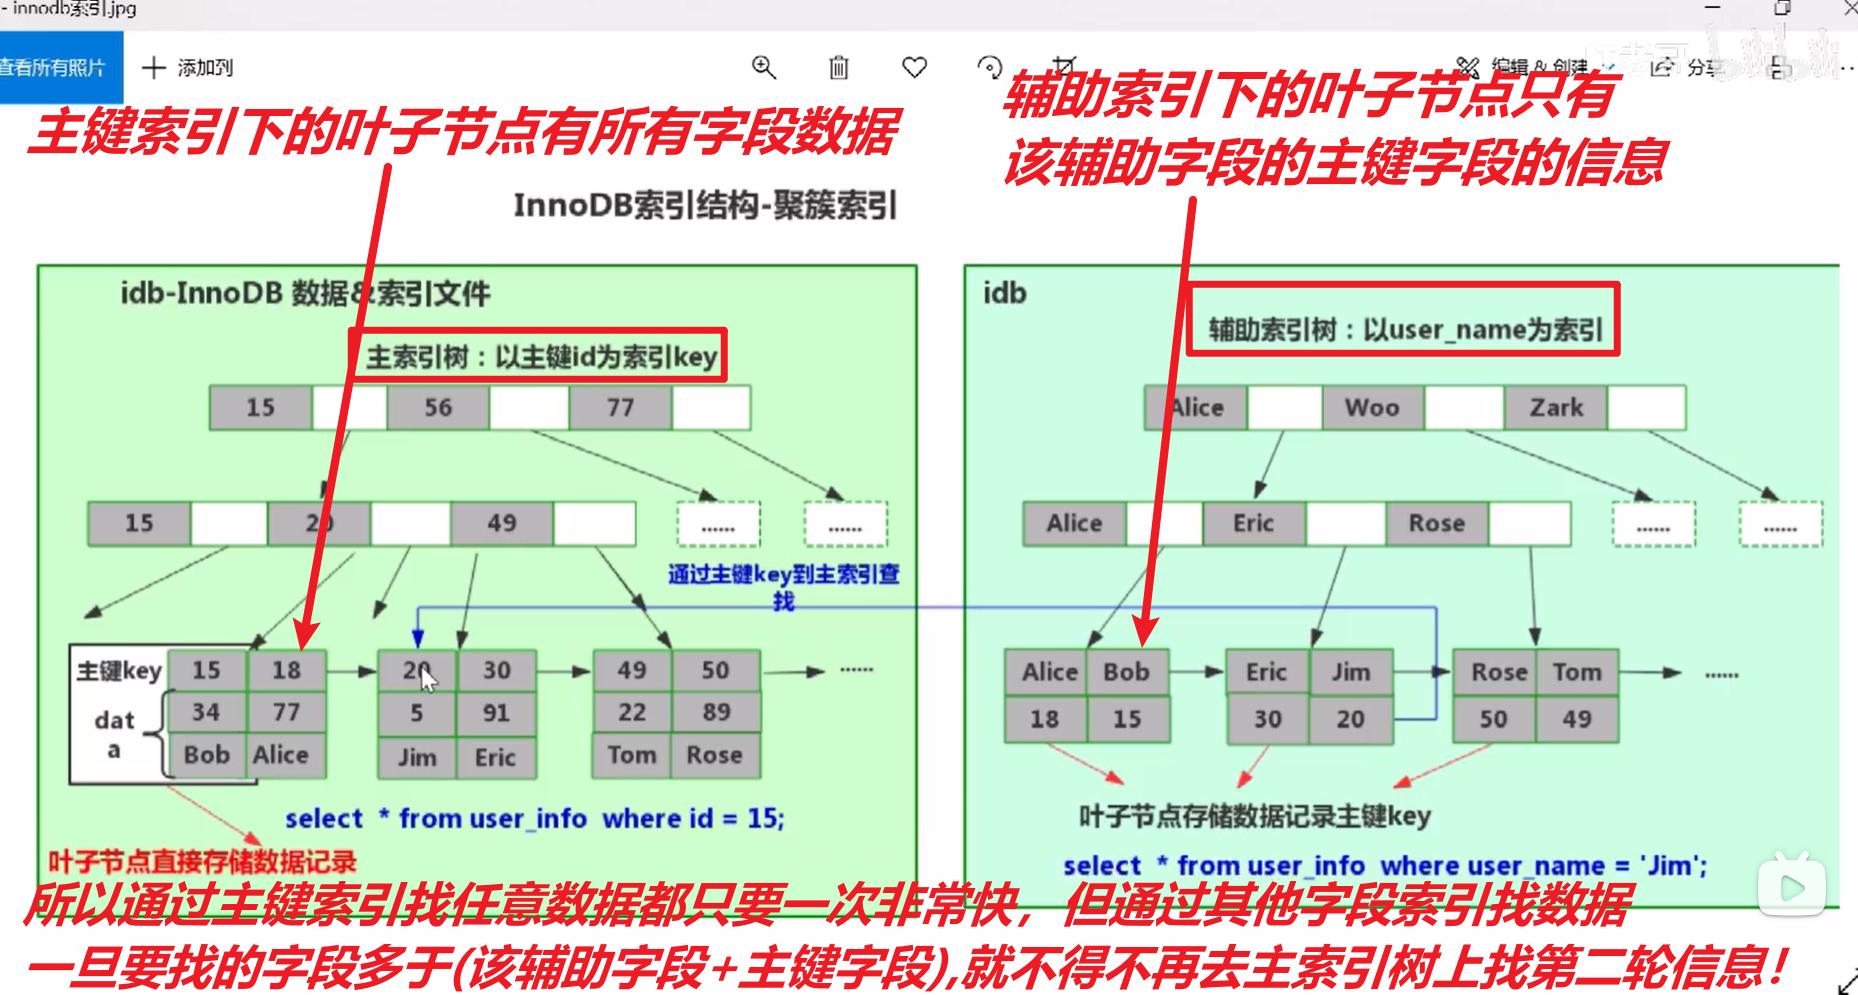 - innodb索引.jpg
查看所有照片
添加到
编辑 & 创建
分享
主键索引下的叶子节点有所有字段数据
辅助索引下的叶子节点只有
该辅助字段的主键字段的信息
InnoDB索引结构-聚簇索引
idb-InnoDB 数据&索引文件
主索引树：以主键id为索引key
15 56 77
15 20 49 ...... ......
通过主键key到主索引查
找
主键key 15 18 20 30 49 50 ......
dat
a
34 77 5 91 22 89
Bob Alice Jim Eric Tom Rose
select * from user_info where id = 15;
叶子节点直接存储数据记录
idb
辅助索引树：以user_name为索引
Alice Woo Zark
Alice Eric Rose ...... ......
Alice Bob Eric Jim Rose Tom ......
18 15 30 20 50 49
叶子节点存储数据记录主键key
select * from user_info where user_name = 'Jim';
所以通过主键索引找任意数据都只要一次非常快，但通过其他字段索引找数据
一旦要找的字段多于(该辅助字段+主键字段),就不得不再去主索引树上找第二轮信息！